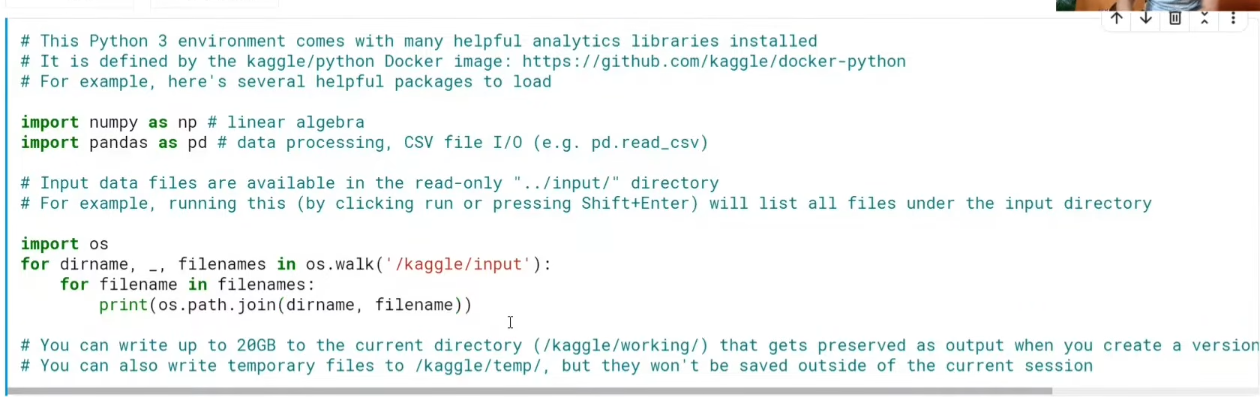 # This Python 3 environment comes with many helpful analytics libraries installed
# It is defined by the kaggle/python Docker image: https://github.com/kaggle/docker-python
# For example, here's several helpful packages to load
import numpy as np # linear algebra
import pandas as pd # data processing, CSV file I/O (e.g. pd.read_csv)
# Input data files are available in the read-only "../input/" directory
# For example, running this (by clicking run or pressing Shift+Enter) will list all files under the input directory
import os
for dirname, _, filenames in os.walk('/kaggle/input'):
    for filename in filenames:
        print(os.path.join(dirname, filename))
# You can write up to 20GB to the current directory (/kaggle/working/) that gets preserved as output when you create a version
# You can also write temporary files to /kaggle/temp/, but they won't be saved outside of the current session